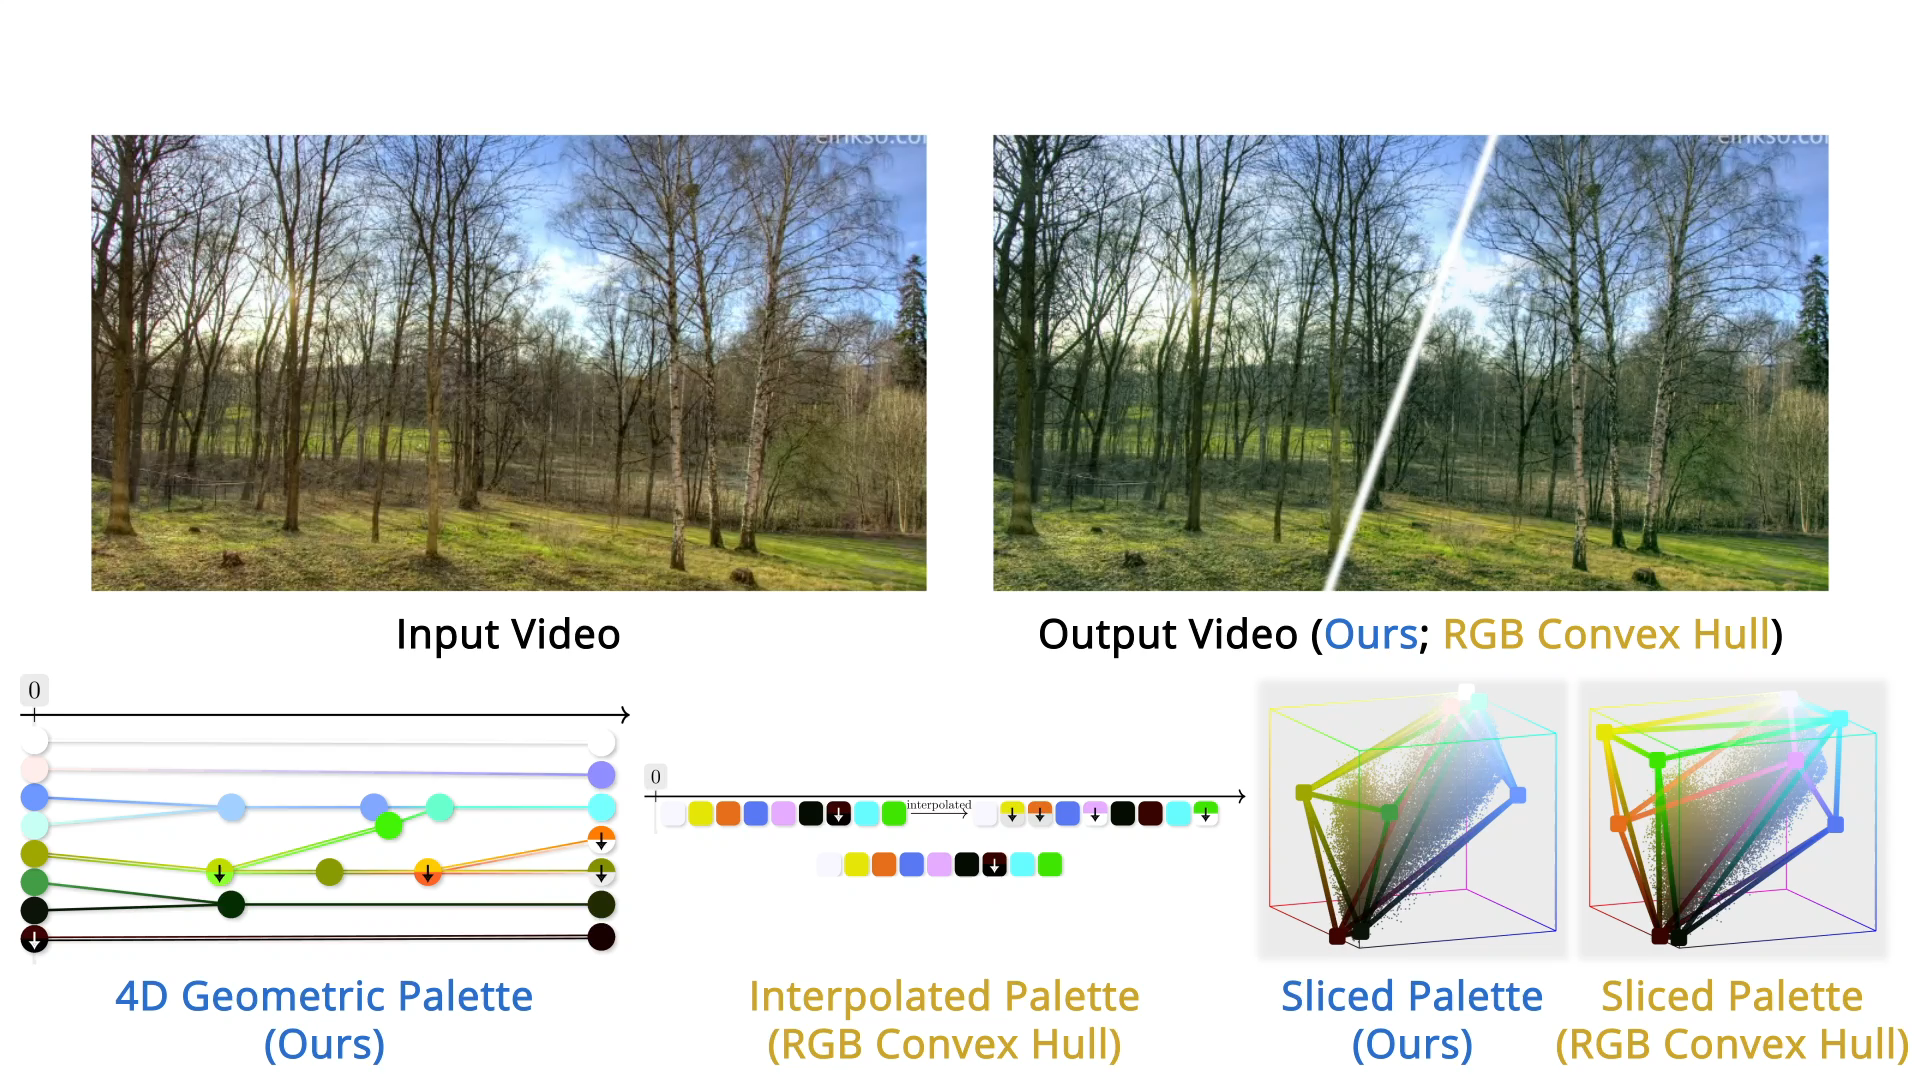 Input Video
Output Video (Ours; RGB Convex Hull)
0
0
interpolated
4D Geometric Palette
(Ours)
Interpolated Palette
(RGB Convex Hull)
Sliced Palette
(Ours)
Sliced Palette
(RGB Convex Hull)